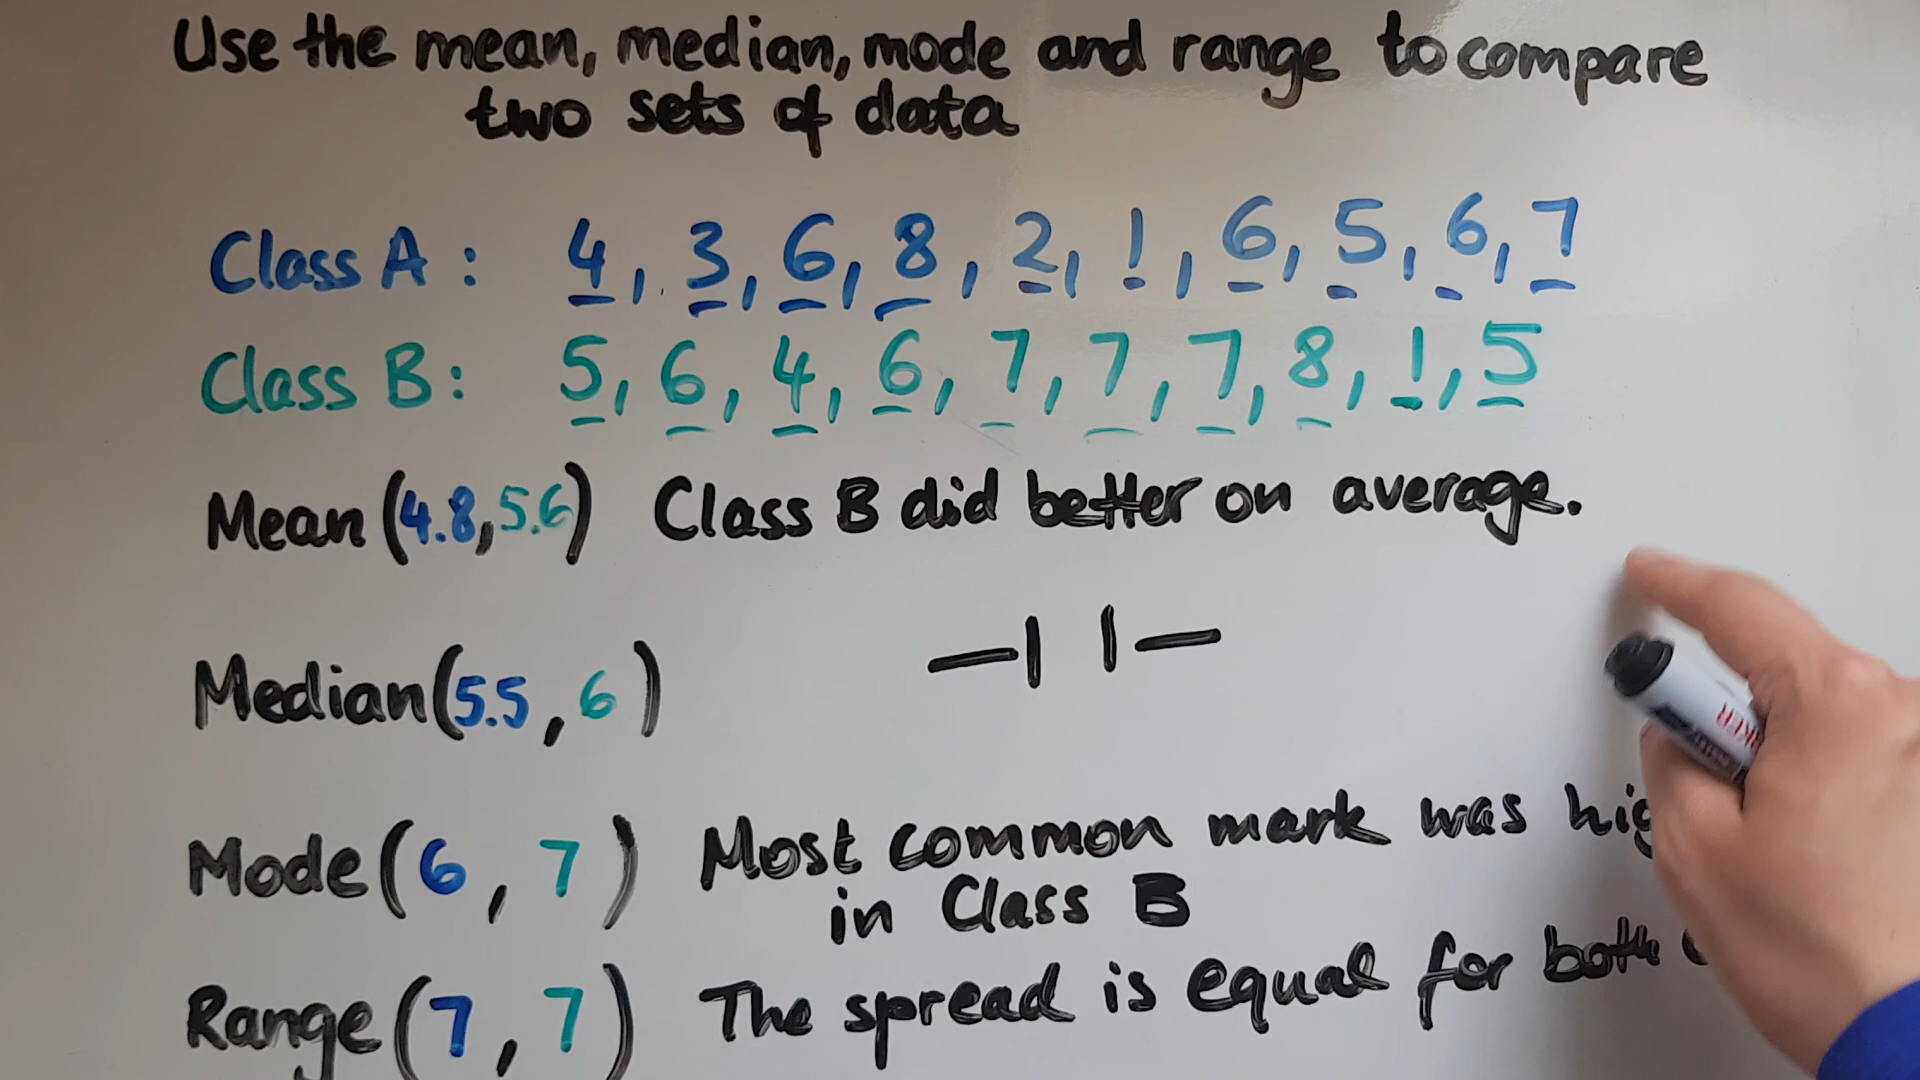 Use the mean, median, mode and range to compare
two sets of data
Class A : 4, 3, 6, 8, 2, 1, 6, 5, 6, 7
Class B : 5, 6, 4, 6, 7, 7, 7, 8, 1, 5
Mean (4.8, 5.6) Class B did better on average.
Median (5.5, 6)
Mode (6, 7) Most common mark was
in Class B
Range (7, 7) The spread is equal for both